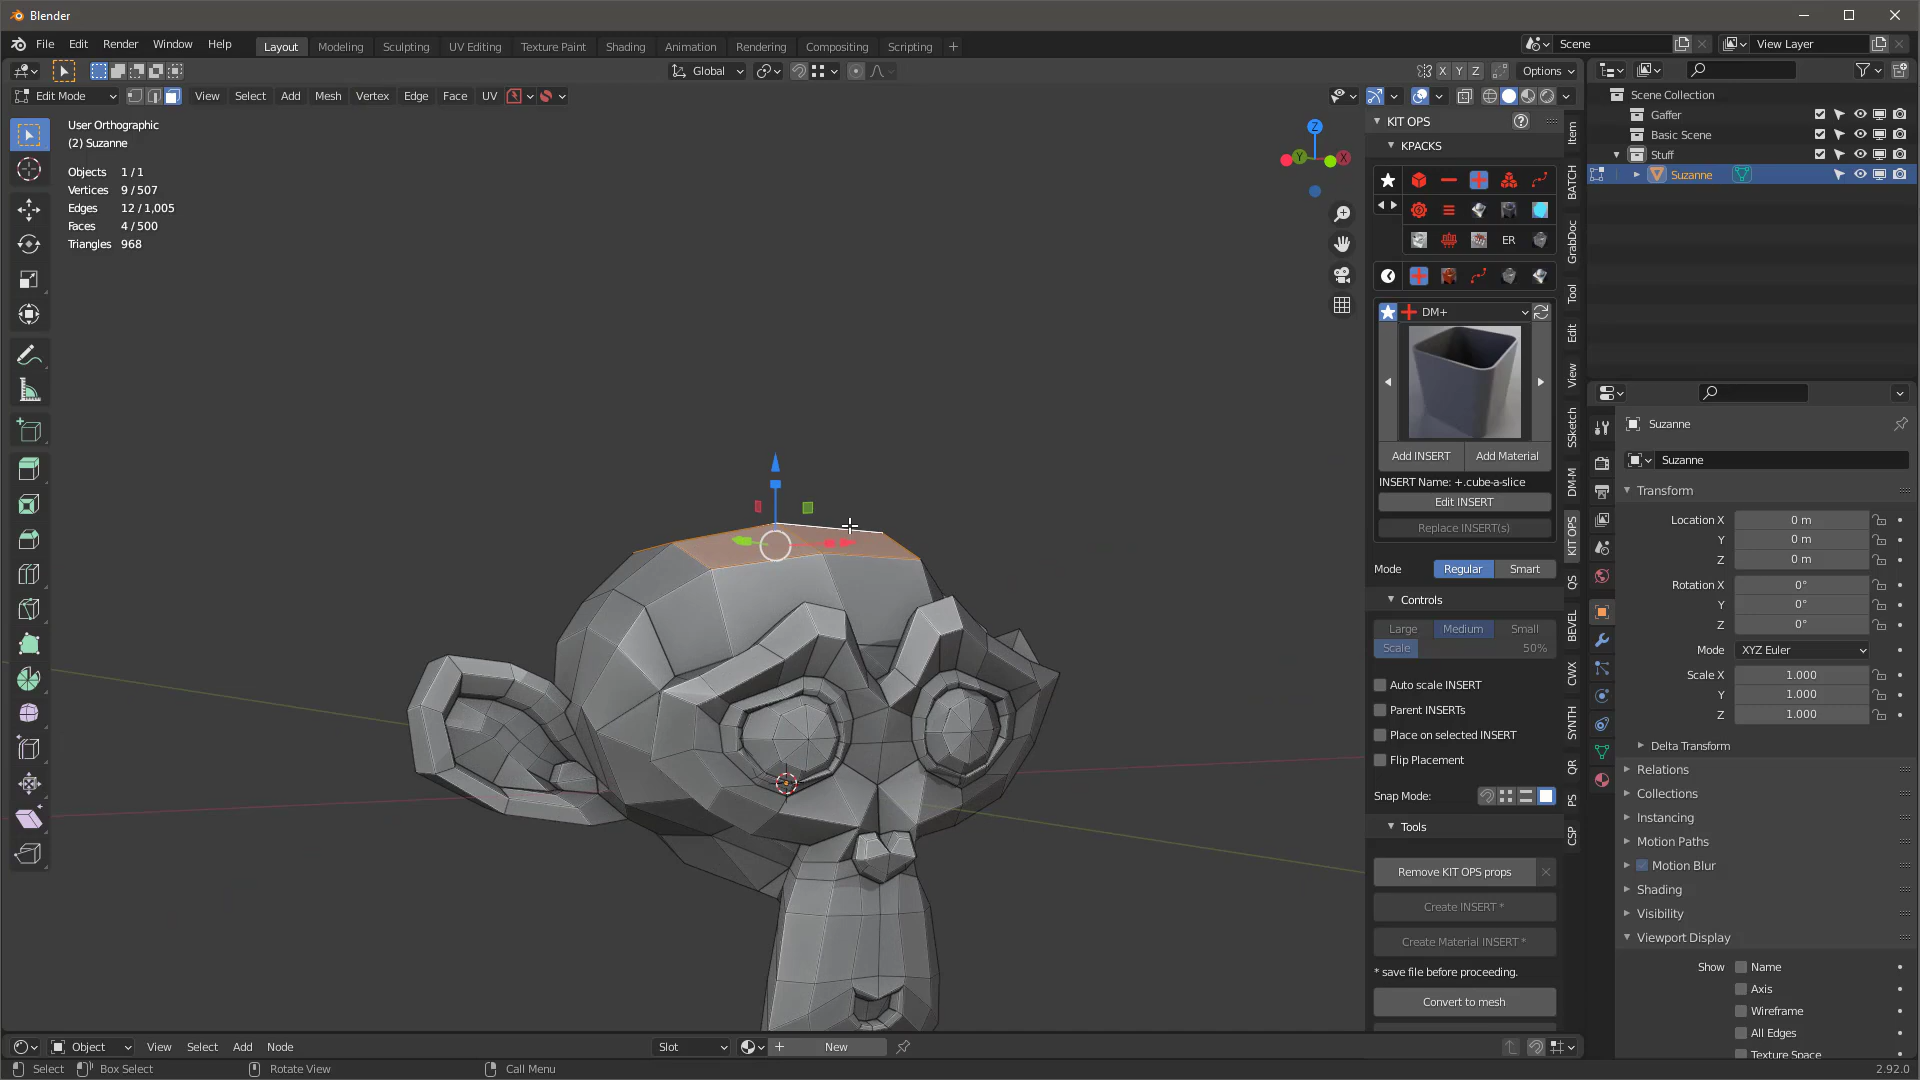 Blender
File Edit Render Window Help
Layout Modeling Sculpting UV Editing Texture Paint Shading Animation Rendering Compositing Scripting
Scene
View Layer
Global
X Y Z
Options
Edit Mode
View Select Add Mesh Vertex Edge Face UV
User Orthographic
(2) Suzanne
Objects 1 / 1
Vertices 9 / 507
Edges 12 / 1,005
Faces 4 / 500
Triangles 968
Z
Y
X
KIT OPS
KPACKS
ER
DM+
Add INSERT
Add Material
INSERT Name: +.cube-a-slice
Edit INSERT
Replace INSERT(s)
Mode Regular Smart
Controls
Large Medium Small
Scale 50%
Auto scale INSERT
Parent INSERTs
Place on selected INSERT
Flip Placement
Snap Mode:
Tools
Remove KIT OPS props
Create INSERT *
Create Material INSERT *
* save file before proceeding.
Convert to mesh
Item
BATCH
GrabDoc
Tool
Edit
View
SSketch
DM-M
KIT OPS
QS
BEVEL
CWX
SYNTH
QR
PS
CSP
Scene Collection
Gaffer
Basic Scene
Stuff
Suzanne
Suzanne
Suzanne
Transform
Location X 0 m
Y 0 m
Z 0 m
Rotation X 0°
Y 0°
Z 0°
Mode XYZ Euler
Scale X 1.000
Y 1.000
Z 1.000
Delta Transform
Relations
Collections
Instancing
Motion Paths
Motion Blur
Shading
Visibility
Viewport Display
Show Name
Axis
Wireframe
All Edges
Texture Space
Object View Select Add Node
Slot
New
Select Box Select Rotate View Call Menu
2.92.0